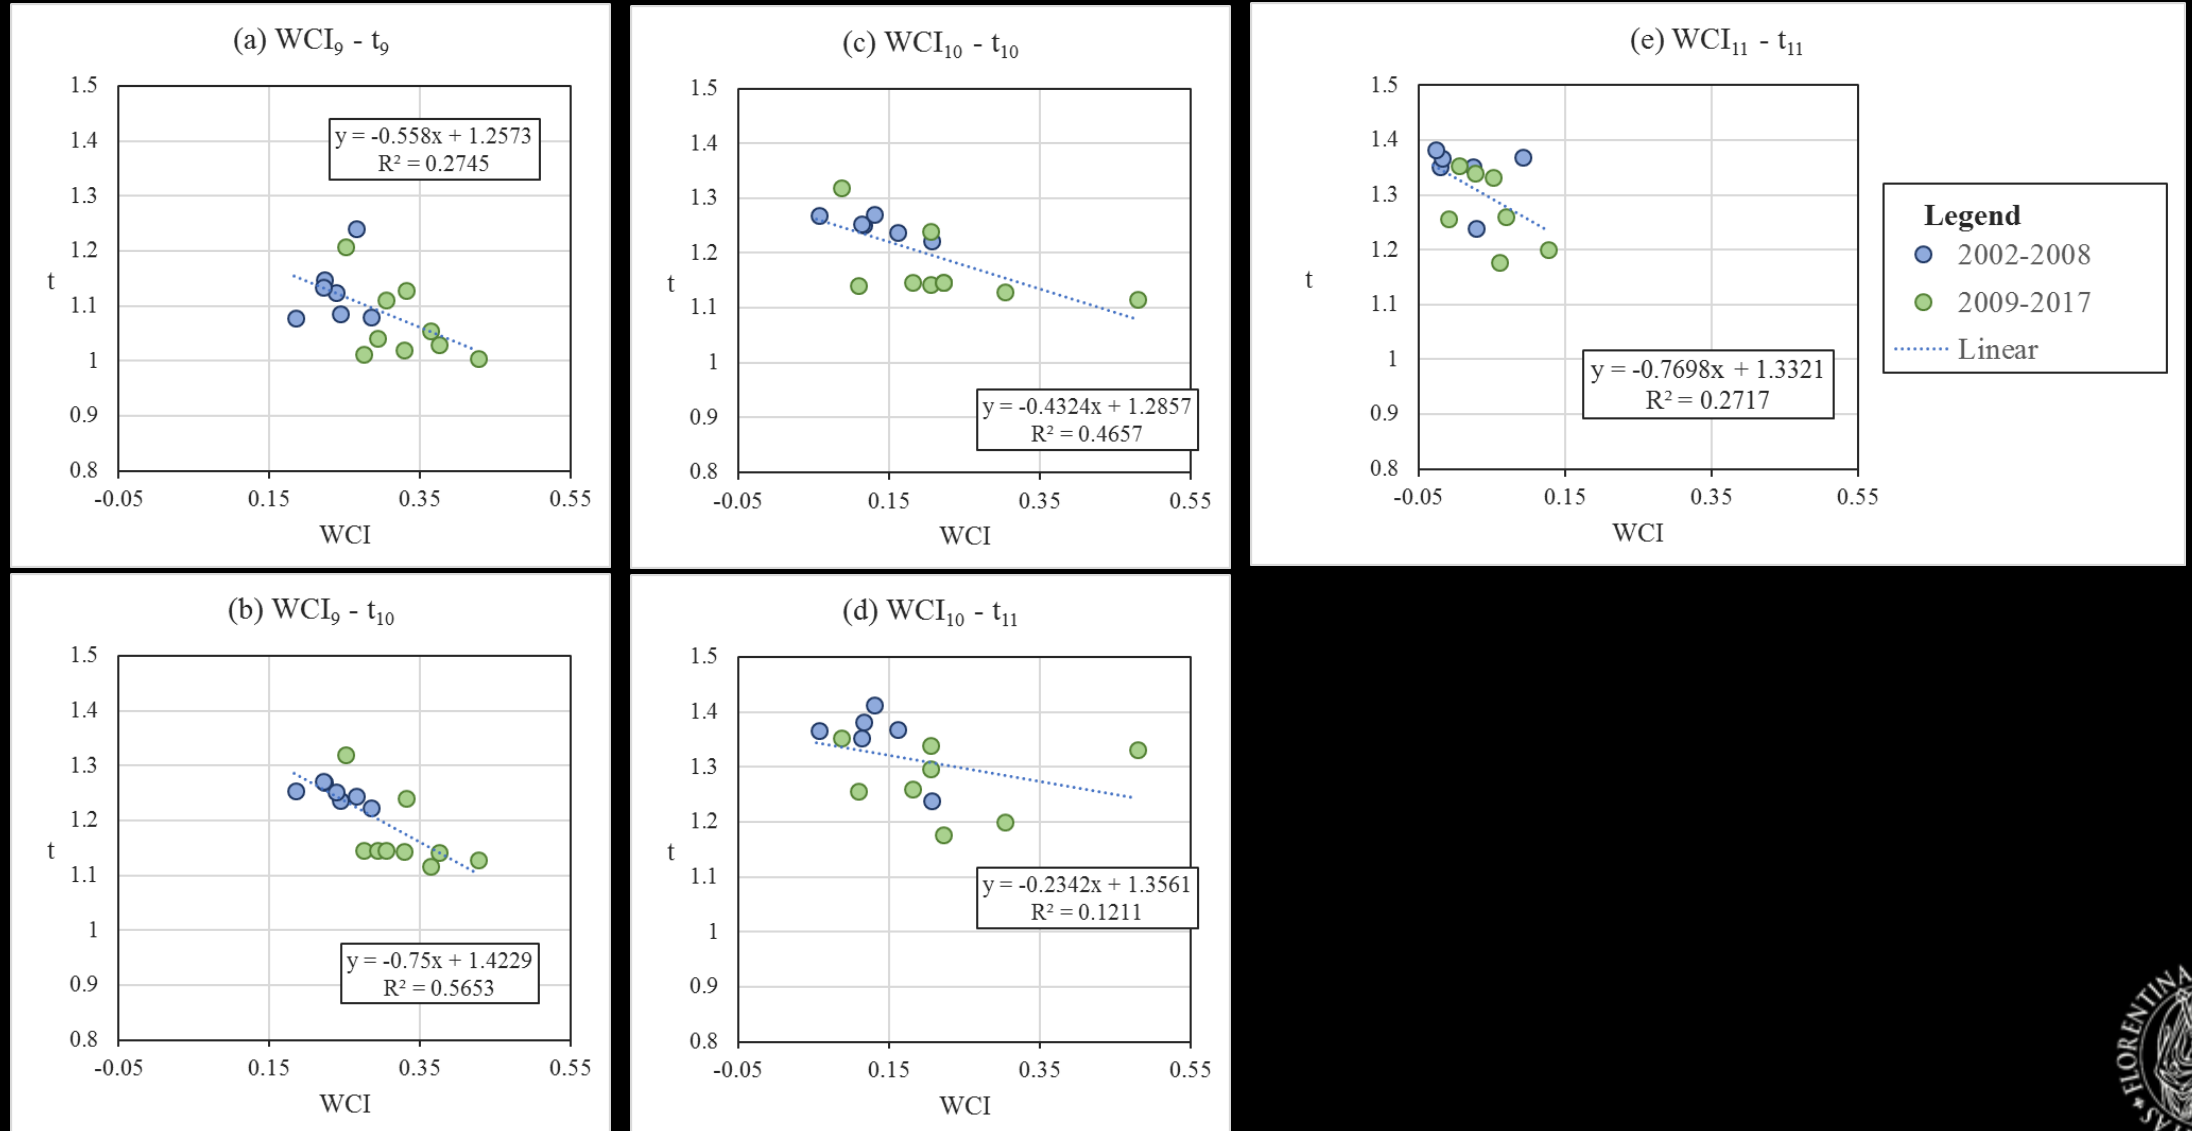 (a) WCI₉ - t₉
1.5
1.4
1.3
1.2
1.1
1
0.9
0.8
t
y = -0.558x + 1.2573
R² = 0.2745
-0.05 0.15 0.35 0.55
WCI
(c) WCI₁₀ - t₁₀
1.5
1.4
1.3
1.2
1.1
1
0.9
0.8
t
y = -0.4324x + 1.2857
R² = 0.4657
-0.05 0.15 0.35 0.55
WCI
(e) WCI₁₁ - t₁₁
1.5
1.4
1.3
1.2
1.1
1
0.9
0.8
t
y = -0.7698x + 1.3321
R² = 0.2717
-0.05 0.15 0.35 0.55
WCI
Legend
2002-2008
2009-2017
Linear
(b) WCI₉ - t₁₀
1.5
1.4
1.3
1.2
1.1
1
0.9
0.8
t
y = -0.75x + 1.4229
R² = 0.5653
-0.05 0.15 0.35 0.55
WCI
(d) WCI₁₀ - t₁₁
1.5
1.4
1.3
1.2
1.1
1
0.9
0.8
t
y = -0.2342x + 1.3561
R² = 0.1211
-0.05 0.15 0.35 0.55
WCI
FLORENTINA